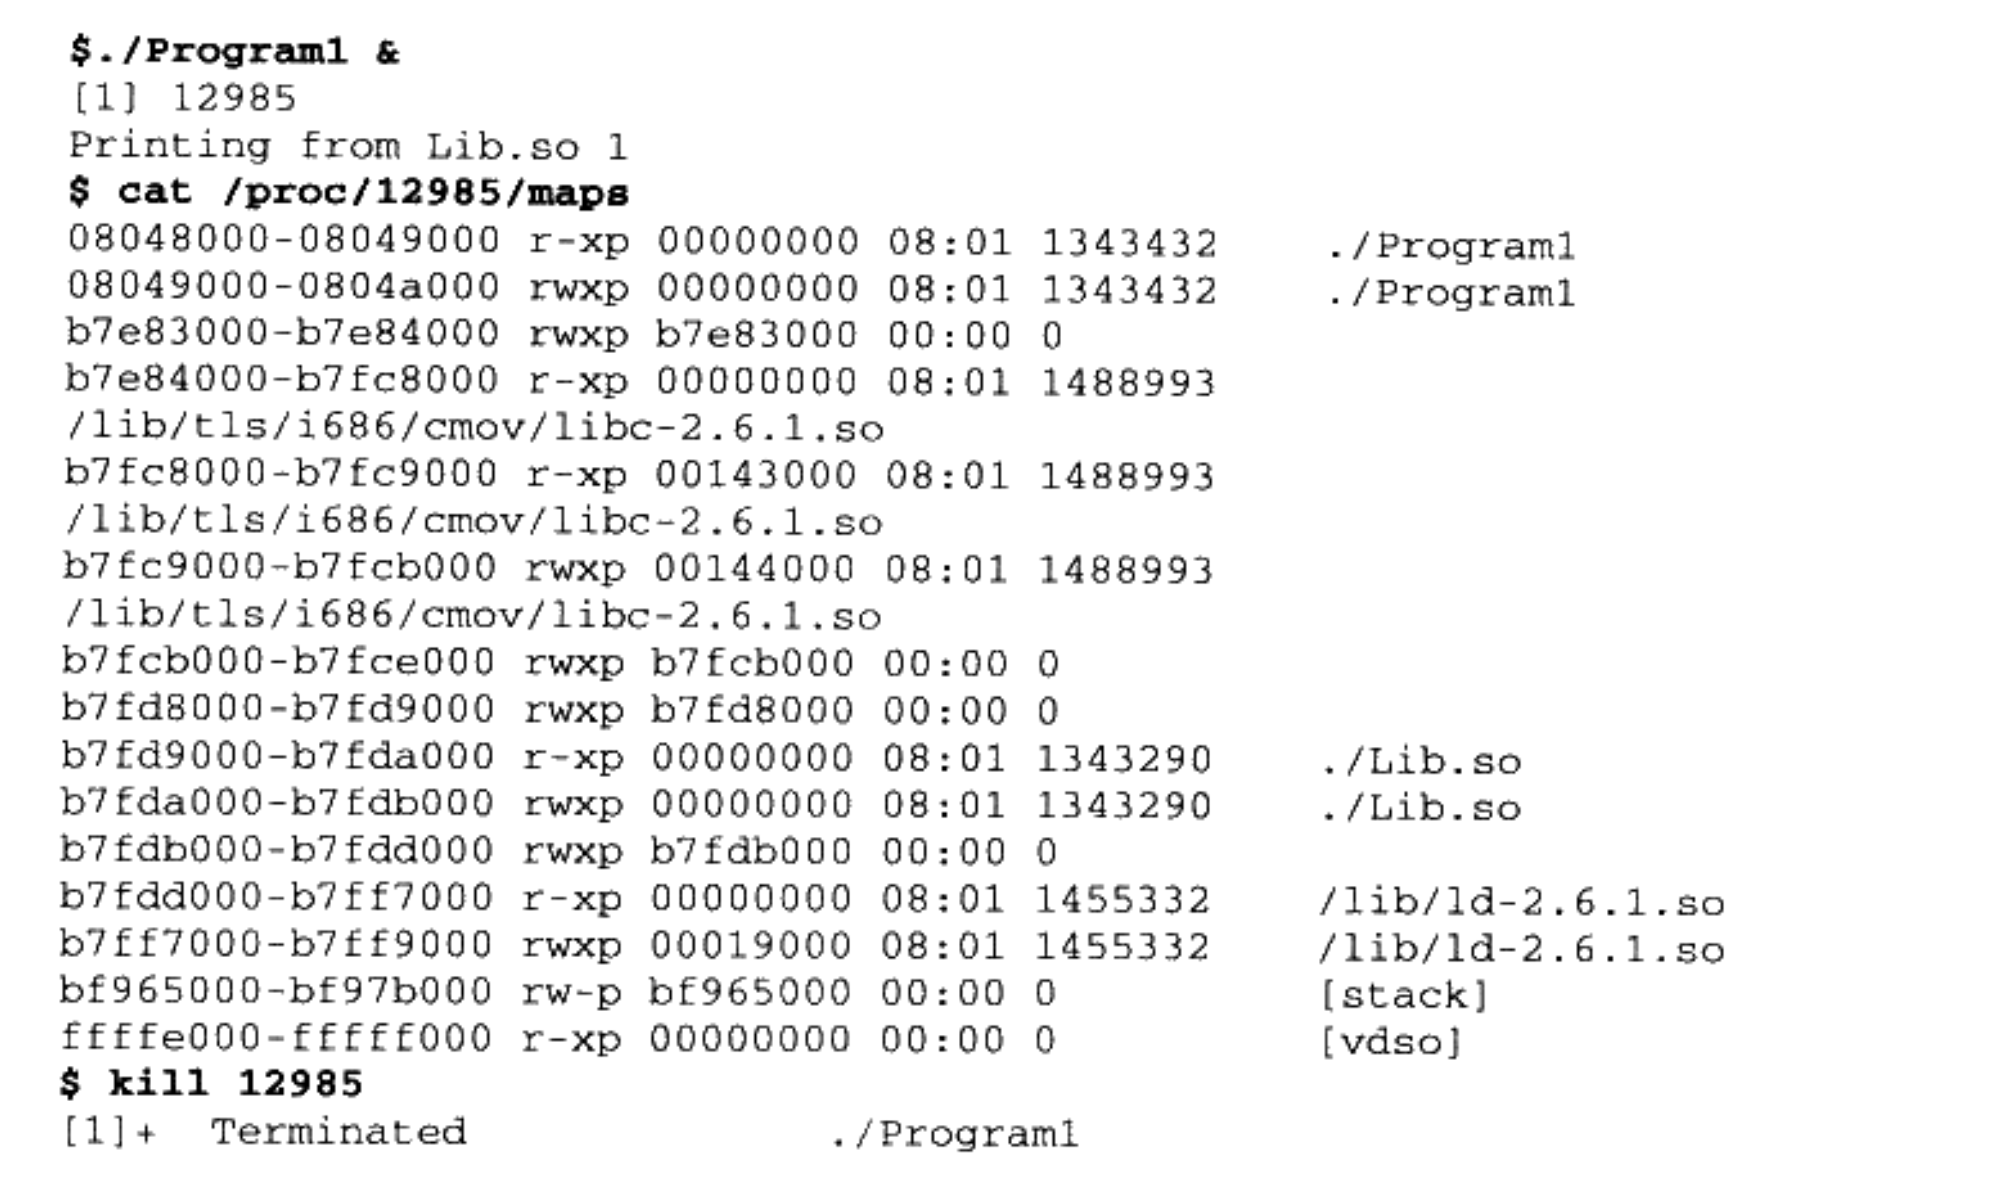 $./Program1 &
[1] 12985
Printing from Lib.so 1
$ cat /proc/12985/maps
08048000-08049000 r-xp 00000000 08:01 1343432 ./Program1
08049000-0804a000 rwxp 00000000 08:01 1343432 ./Program1
b7e83000-b7e84000 rwxp b7e83000 00:00 0
b7e84000-b7fc8000 r-xp 00000000 08:01 1488993
/lib/tls/i686/cmov/libc-2.6.1.so
b7fc8000-b7fc9000 r-xp 00143000 08:01 1488993
/lib/tls/i686/cmov/libc-2.6.1.so
b7fc9000-b7fcb000 rwxp 00144000 08:01 1488993
/lib/tls/i686/cmov/libc-2.6.1.so
b7fcb000-b7fce000 rwxp b7fcb000 00:00 0
b7fd8000-b7fd9000 rwxp b7fd8000 00:00 0
b7fd9000-b7fda000 r-xp 00000000 08:01 1343290 ./Lib.so
b7fda000-b7fdb000 rwxp 00000000 08:01 1343290 ./Lib.so
b7fdb000-b7fdd000 rwxp b7fdb000 00:00 0
b7fdd000-b7ff7000 r-xp 00000000 08:01 1455332 /lib/ld-2.6.1.so
b7ff7000-b7ff9000 rwxp 00019000 08:01 1455332 /lib/ld-2.6.1.so
bf965000-bf97b000 rw-p bf965000 00:00 0 [stack]
ffffe000-fffff000 r-xp 00000000 00:00 0 [vdso]
$ kill 12985
[1]+ Terminated ./Program1